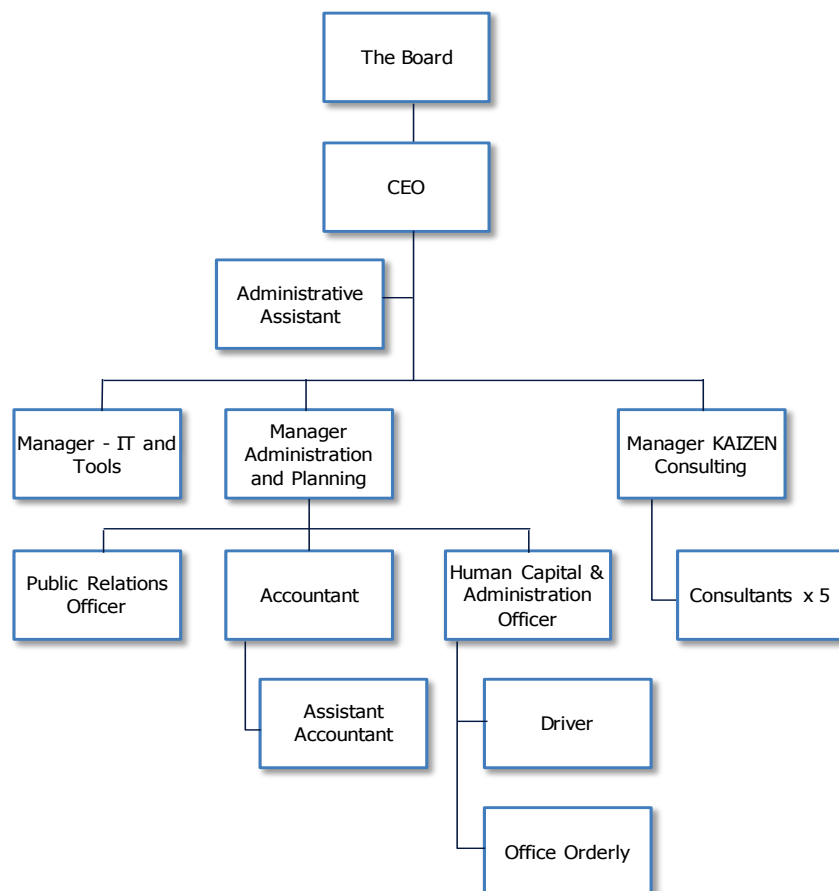 The Board
CEO
Administrative
Assistant
Manager - IT and
Tools
Manager
Administration
and Planning
Manager KAIZEN
Consulting
Public Relations
Officer
Accountant
Human Capital &
Administration
Officer
Consultants x 5
Assistant
Accountant
Driver
Office Orderly